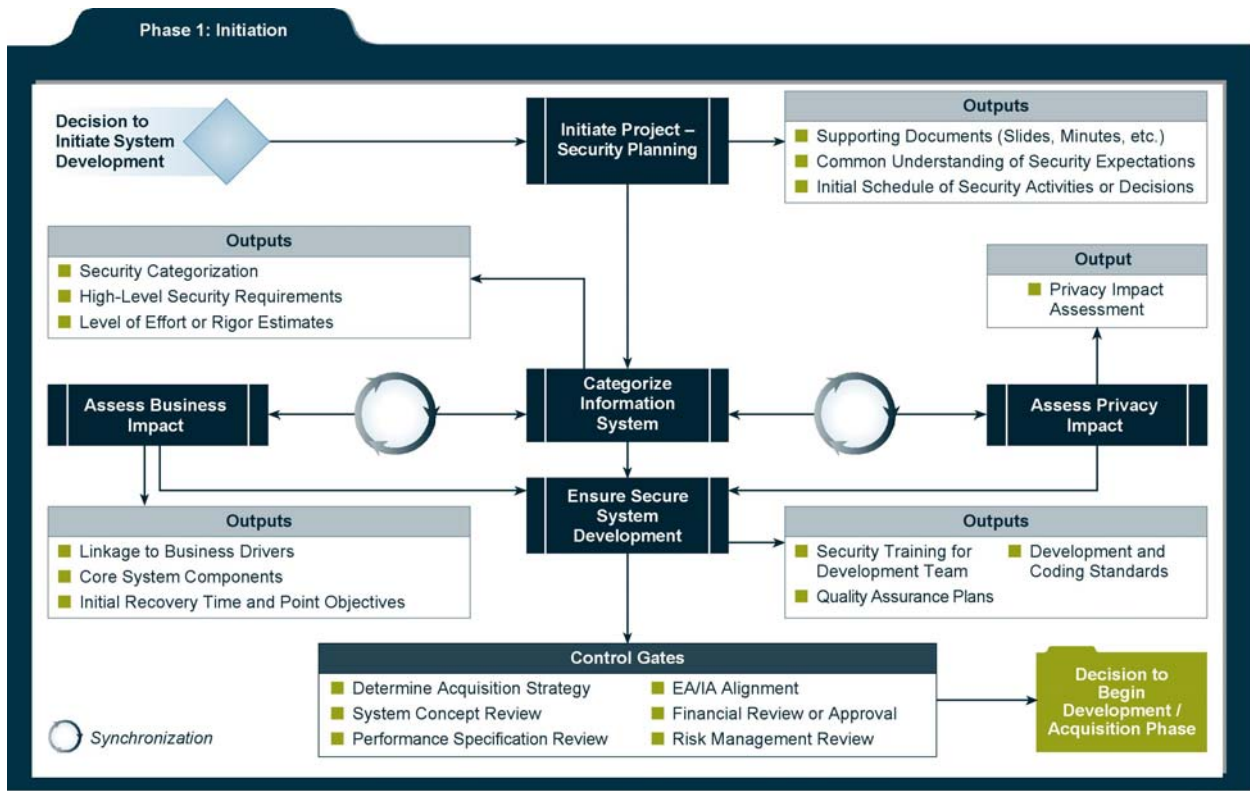 Phase 1: Initiation
Decision to
Initiate System
Development
Initiate Project –
Security Planning
Outputs
Supporting Documents (Slides, Minutes, etc.)
Common Understanding of Security Expectations
Initial Schedule of Security Activities or Decisions
Outputs
Security Categorization
High-Level Security Requirements
Level of Effort or Rigor Estimates
Output
Privacy Impact
Assessment
Assess Business
Impact
Categorize
Information
System
Assess Privacy
Impact
Ensure Secure
System
Development
Outputs
Linkage to Business Drivers
Core System Components
Initial Recovery Time and Point Objectives
Outputs
Security Training for
Development Team
Quality Assurance Plans
Development and
Coding Standards
Control Gates
Determine Acquisition Strategy
System Concept Review
Performance Specification Review
EA/IA Alignment
Financial Review or Approval
Risk Management Review
Decision to
Begin
Development /
Acquisition Phase
Synchronization